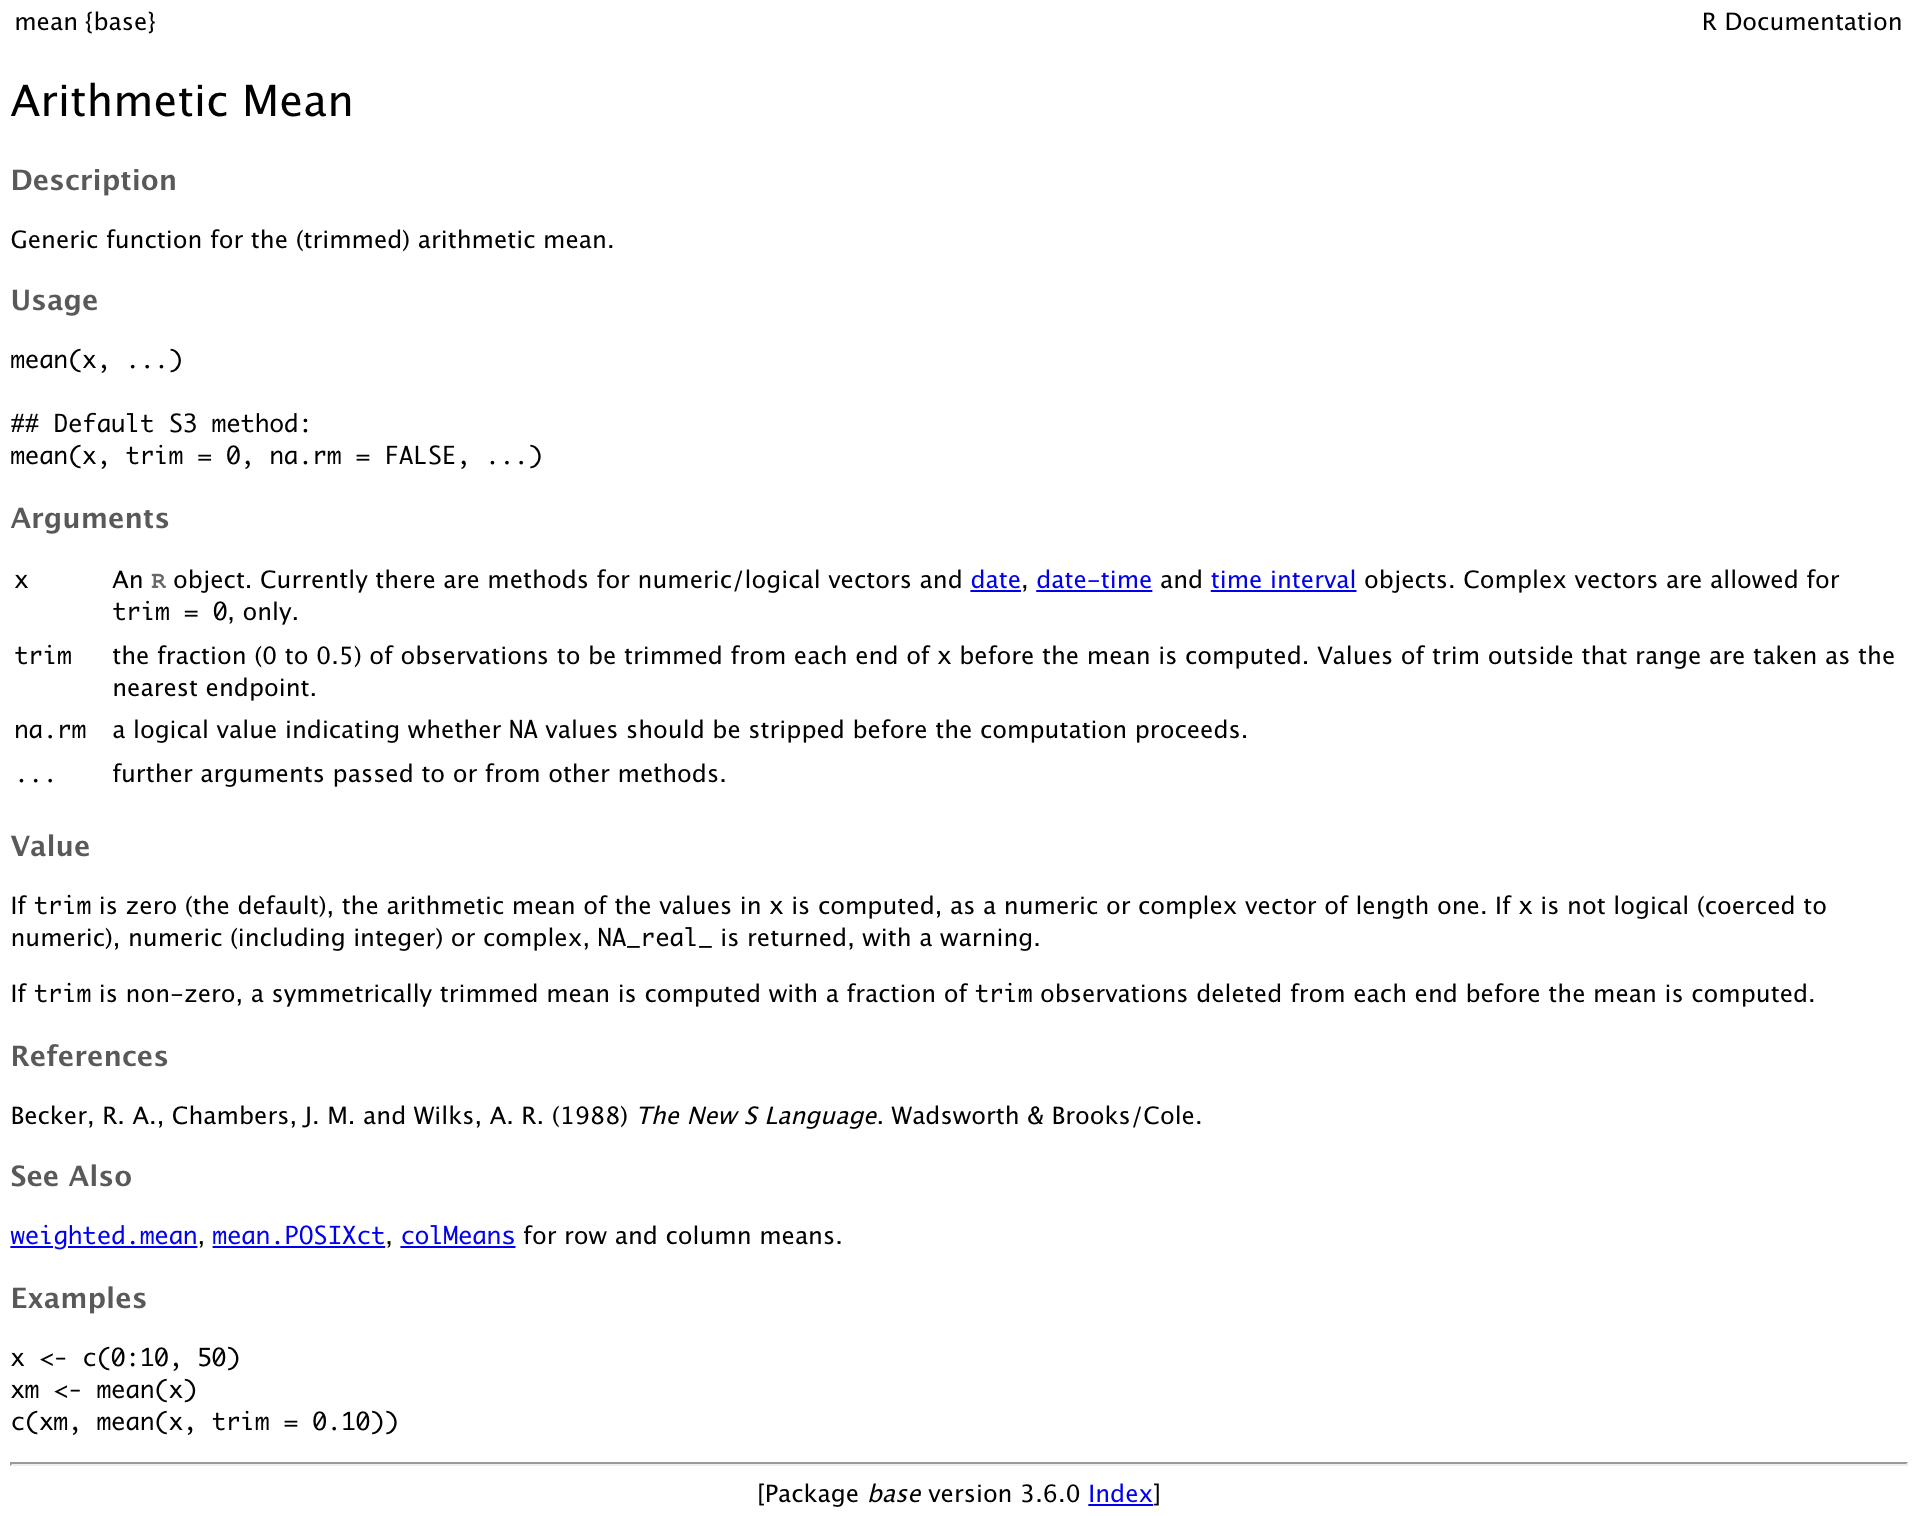 mean {base}
R Documentation
Arithmetic Mean
Description
Generic function for the (trimmed) arithmetic mean.
Usage
mean(x, ...)
## Default S3 method:
mean(x, trim = 0, na.rm = FALSE, ...)
Arguments
x An R object. Currently there are methods for numeric/logical vectors and date, date-time and time interval objects. Complex vectors are allowed for
trim = 0, only.
trim the fraction (0 to 0.5) of observations to be trimmed from each end of x before the mean is computed. Values of trim outside that range are taken as the
nearest endpoint.
na.rm a logical value indicating whether NA values should be stripped before the computation proceeds.
... further arguments passed to or from other methods.
Value
If trim is zero (the default), the arithmetic mean of the values in x is computed, as a numeric or complex vector of length one. If x is not logical (coerced to
numeric), numeric (including integer) or complex, NA_real_ is returned, with a warning.
If trim is non-zero, a symmetrically trimmed mean is computed with a fraction of trim observations deleted from each end before the mean is computed.
References
Becker, R. A., Chambers, J. M. and Wilks, A. R. (1988) The New S Language. Wadsworth & Brooks/Cole.
See Also
weighted.mean, mean.POSIXct, colMeans for row and column means.
Examples
x <- c(0:10, 50)
xm <- mean(x)
c(xm, mean(x, trim = 0.10))
[Package base version 3.6.0 Index]